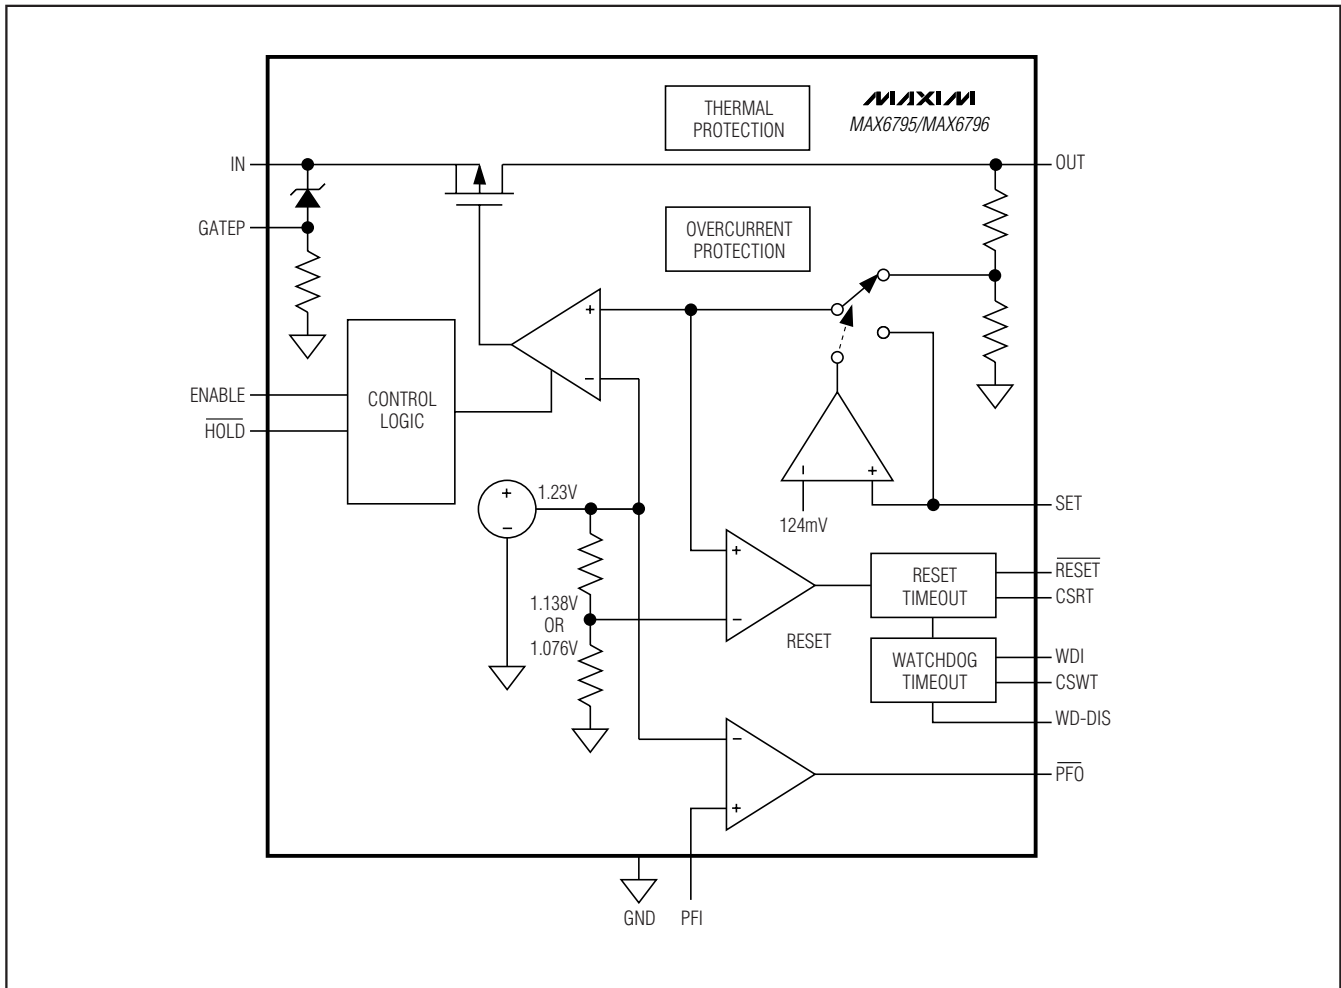 THERMAL
PROTECTION
MAXIM
MAX6795/MAX6796
IN
OUT
GATEP
OVERCURRENT
PROTECTION
+
−
ENABLE
HOLD
CONTROL
LOGIC
+
−
1.23V
−
+
124mV
SET
+
−
RESET
1.138V
OR
1.076V
RESET
TIMEOUT
RESET
CSRT
WATCHDOG
TIMEOUT
WDI
CSWT
WD-DIS
−
+
PFO
GND
PFI